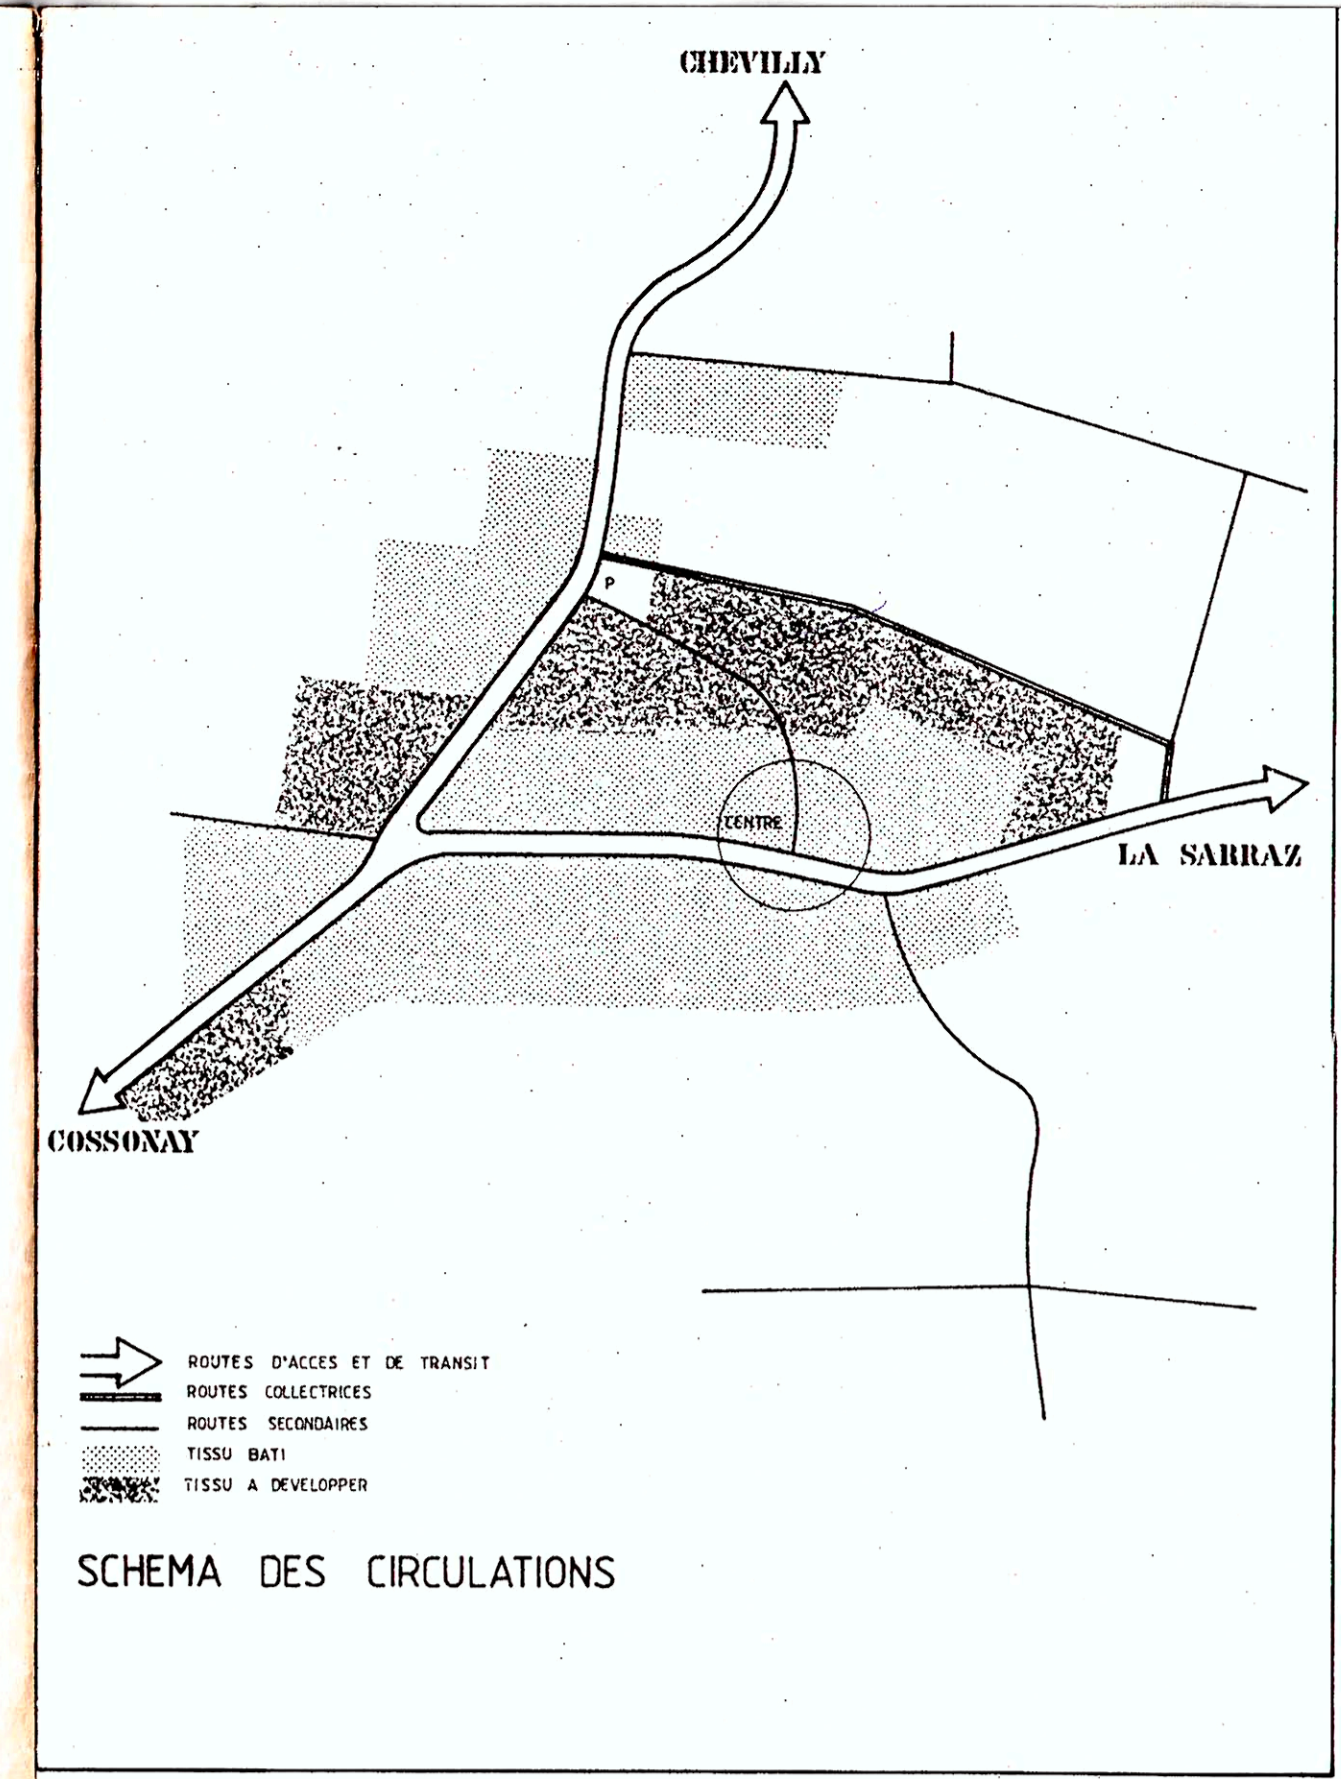 CHEVILLY
P
CENTRE
LA SARRAZ
COSSONAY
ROUTES D'ACCES ET DE TRANSIT
ROUTES COLLECTRICES
ROUTES SECONDAIRES
TISSU BATI
TISSU A DEVELOPPER
SCHEMA DES CIRCULATIONS